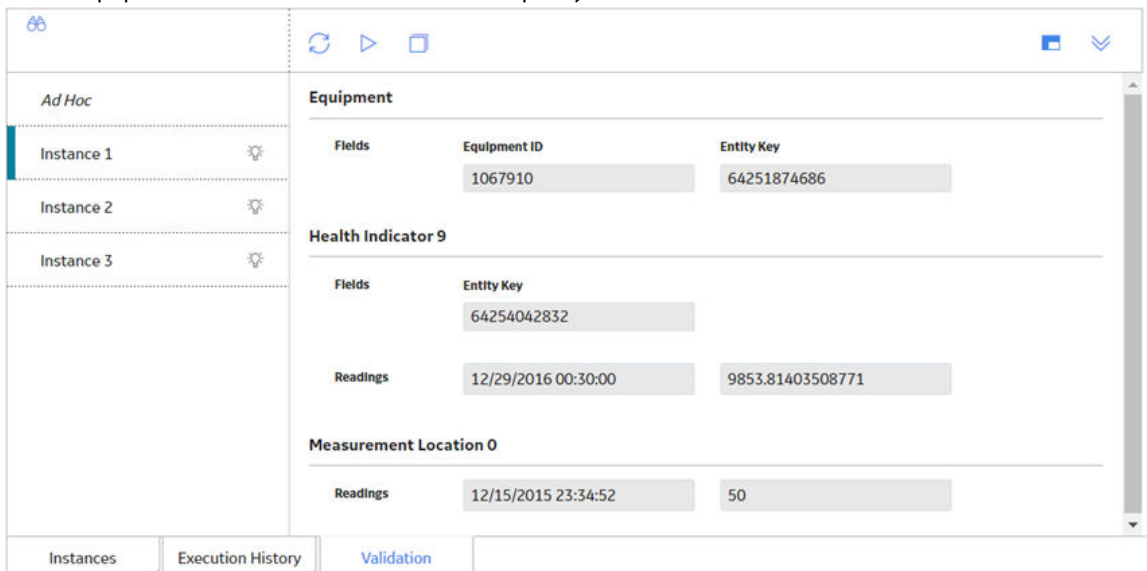 Ad Hoc
Instance 1
Instance 2
Instance 3
Equipment
Fields Equipment ID Entity Key
1067910 64251874686
Health Indicator 9
Fields Entity Key
64254042832
Readings 12/29/2016 00:30:00 9853.81403508771
Measurement Location 0
Readings 12/15/2015 23:34:52 50
Instances Execution History Validation